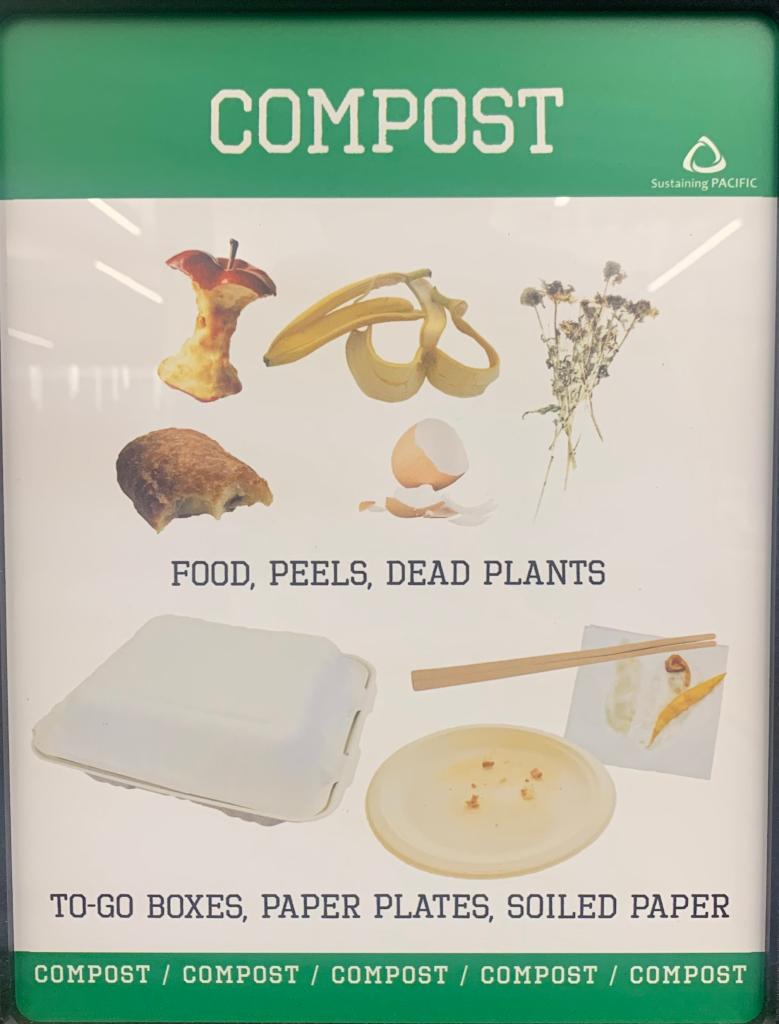 COMPOST
Sustaining PACIFIC
FOOD, PEELS, DEAD PLANTS
TO-GO BOXES, PAPER PLATES, SOILED PAPER
COMPOST / COMPOST / COMPOST / COMPOST / COMPOST